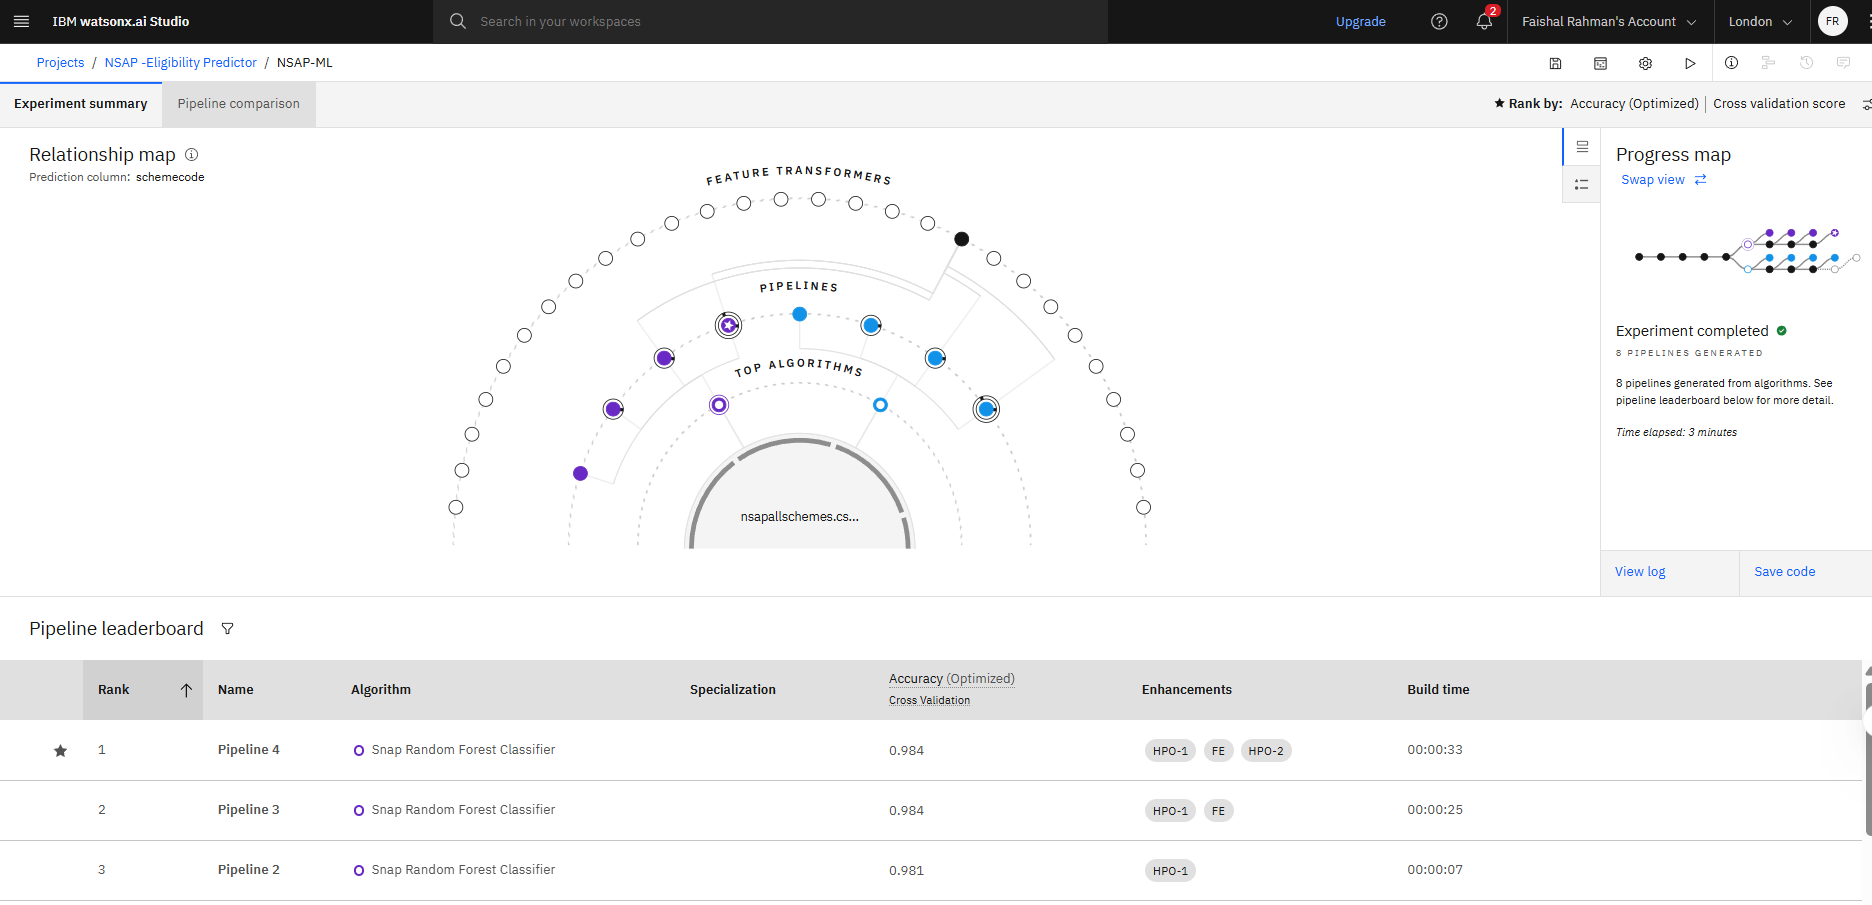 IBM watsonx.ai Studio
Search in your workspaces
Upgrade
2
Faishal Rahman's Account
London
FR
Projects / NSAP -Eligibility Predictor / NSAP-ML
Experiment summary
Pipeline comparison
Rank by: Accuracy (Optimized) | Cross validation score
Relationship map
Prediction column: schemecode
FEATURE TRANSFORMERS
PIPELINES
TOP ALGORITHMS
nsapallschemes.cs...
Progress map
Swap view
Experiment completed
8 PIPELINES GENERATED
8 pipelines generated from algorithms. See
pipeline leaderboard below for more detail.
Time elapsed: 3 minutes
View log
Save code
Pipeline leaderboard
Rank Name Algorithm Specialization Accuracy (Optimized) Enhancements Build time
Cross Validation
1 Pipeline 4 Snap Random Forest Classifier 0.984 HPO-1 FE HPO-2 00:00:33
2 Pipeline 3 Snap Random Forest Classifier 0.984 HPO-1 FE 00:00:25
3 Pipeline 2 Snap Random Forest Classifier 0.981 HPO-1 00:00:07